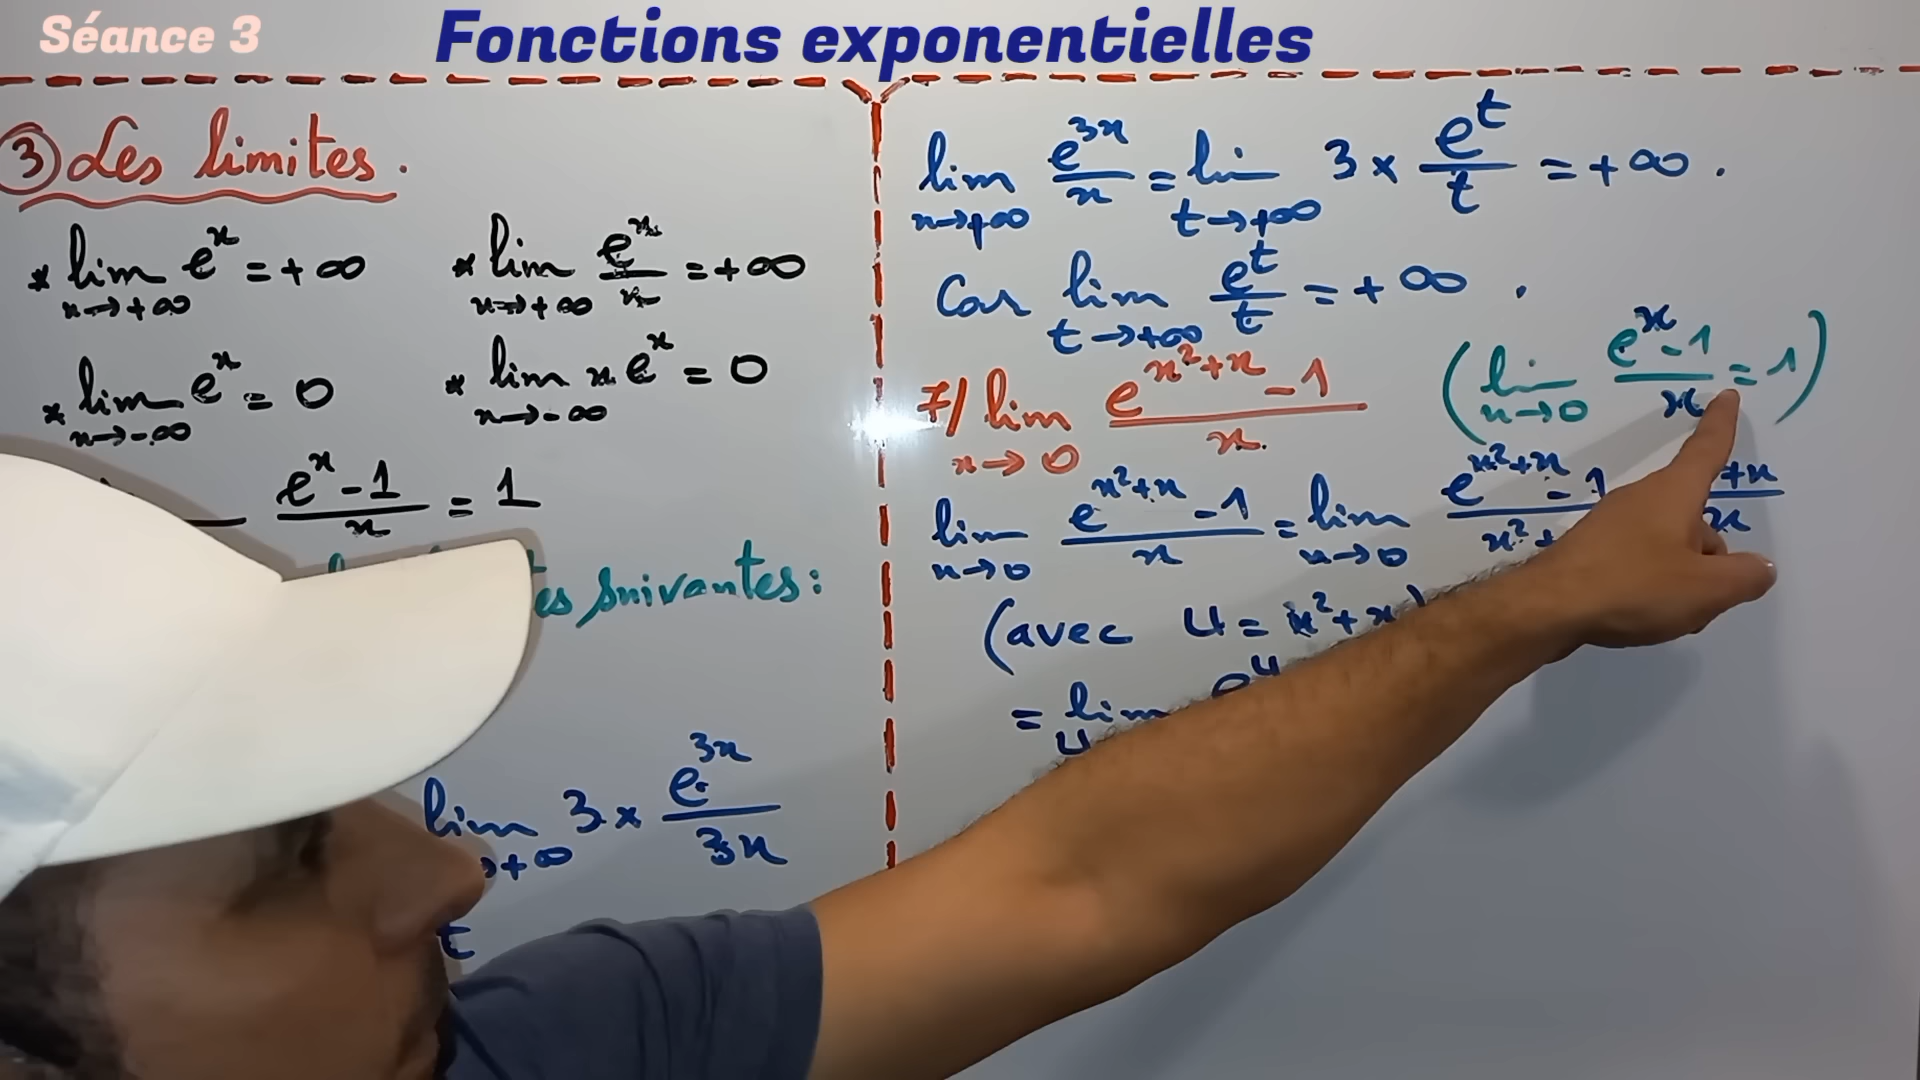 Séance 3
Fonctions exponentielles
3 Les limites.
* lim e^x = +∞
x→+∞
* lim e^x/x = +∞
x→+∞
* lim e^x = 0
x→-∞
* lim x e^x = 0
x→-∞
e^x - 1 / x = 1
suivantes:
lim 3 × e^3x / 3x
→+∞
t
lim e^3x / x = lim 3 × e^t / t = +∞.
x→+∞ t→+∞
Car lim e^t / t = +∞.
t→+∞
7/ lim e^x²+x - 1 / x
x→0
(lim e^x - 1 / x = 1)
x→0
lim e^x²+x - 1 / x = lim e^x²+x - 1 / x²+ +x / x
x→0 x→0
(avec u = x²+x)
= lim e^u
u